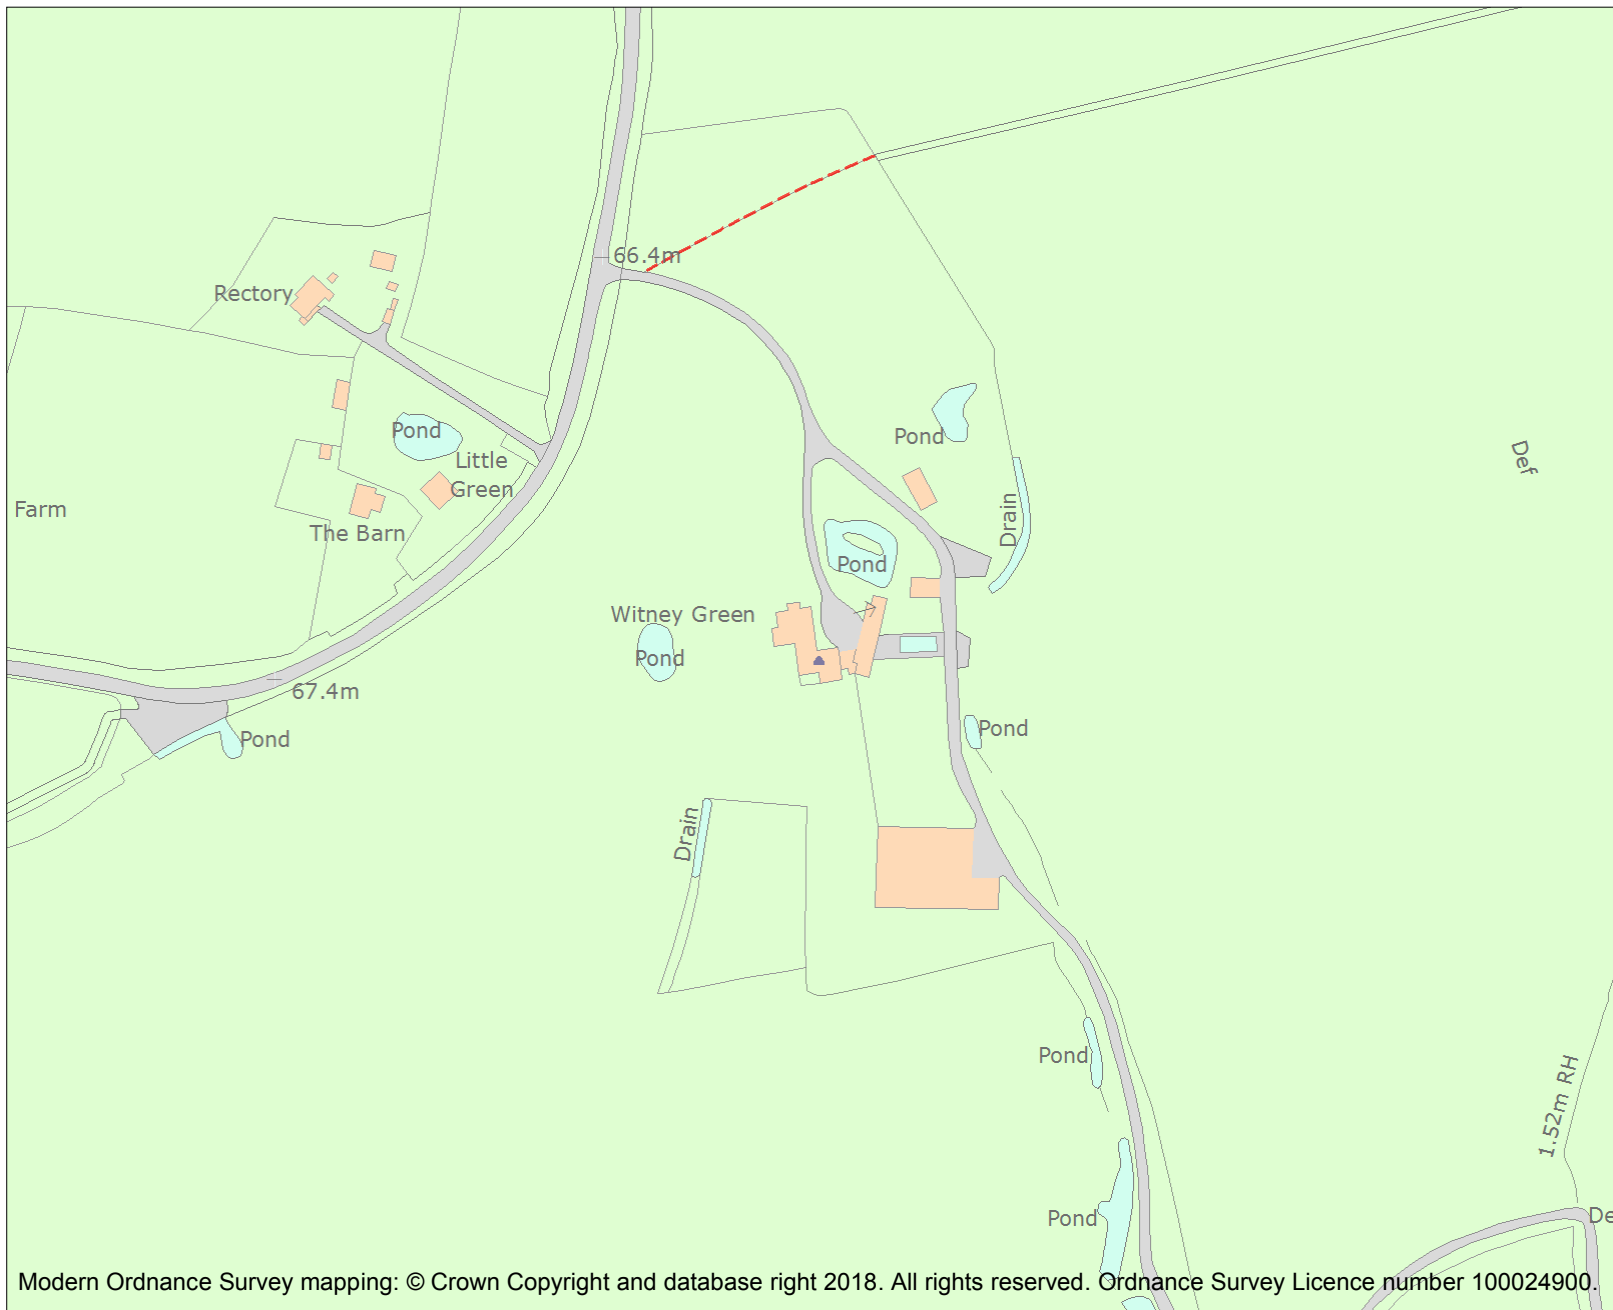 66.4m
Rectory
Pond
Pond
Def
Little
Green
Farm
Drain
The Barn
Pond
Witney Green
Pond
67.4m
Pond
Pond
Drain
Pond
1.52m RH
Pond
De
Modern Ordnance Survey mapping: © Crown Copyright and database right 2018. All rights reserved. Ordnance Survey Licence number 100024900.